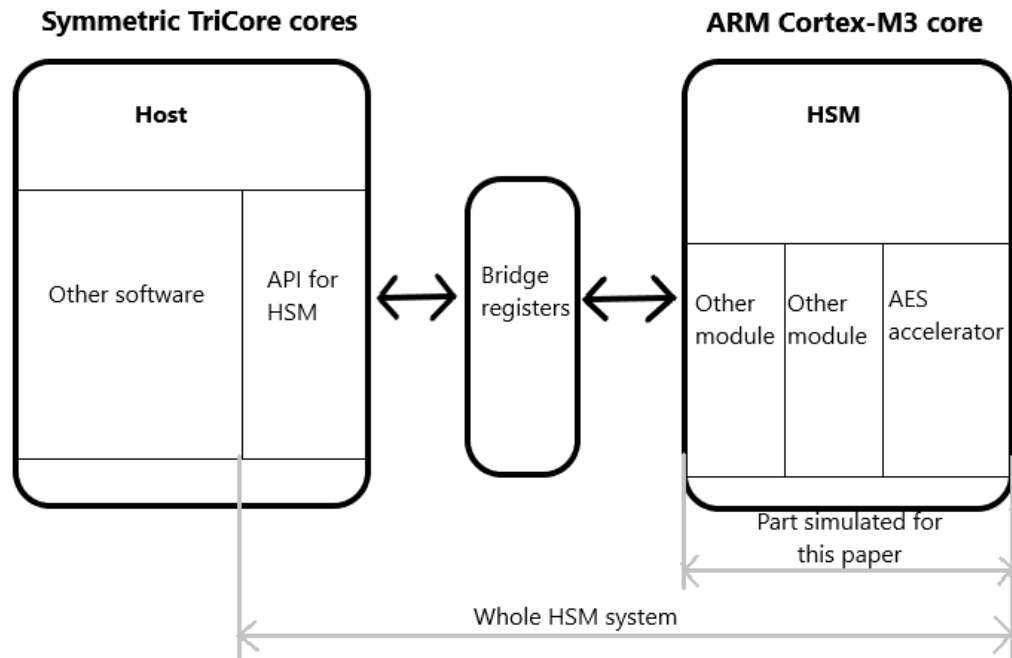 Symmetric TriCore cores
ARM Cortex-M3 core
Host
HSM
Other software
API for
HSM
Bridge
registers
Other
module
Other
module
AES
accelerator
Part simulated for
this paper
Whole HSM system